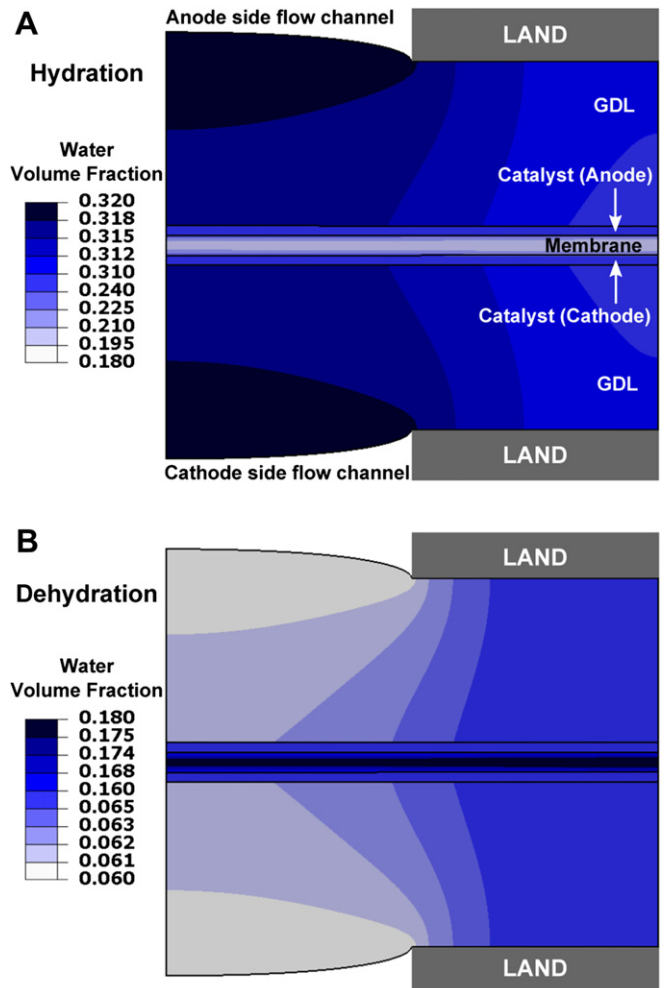 A
Anode side flow channel
LAND
Hydration
GDL
Water
Volume Fraction
0.320
0.318
0.315
0.312
0.310
0.240
0.225
0.210
0.195
0.180
Catalyst (Anode)
Membrane
Catalyst (Cathode)
GDL
LAND
Cathode side flow channel
B
LAND
Dehydration
Water
Volume Fraction
0.180
0.175
0.174
0.168
0.160
0.065
0.063
0.062
0.061
0.060
LAND